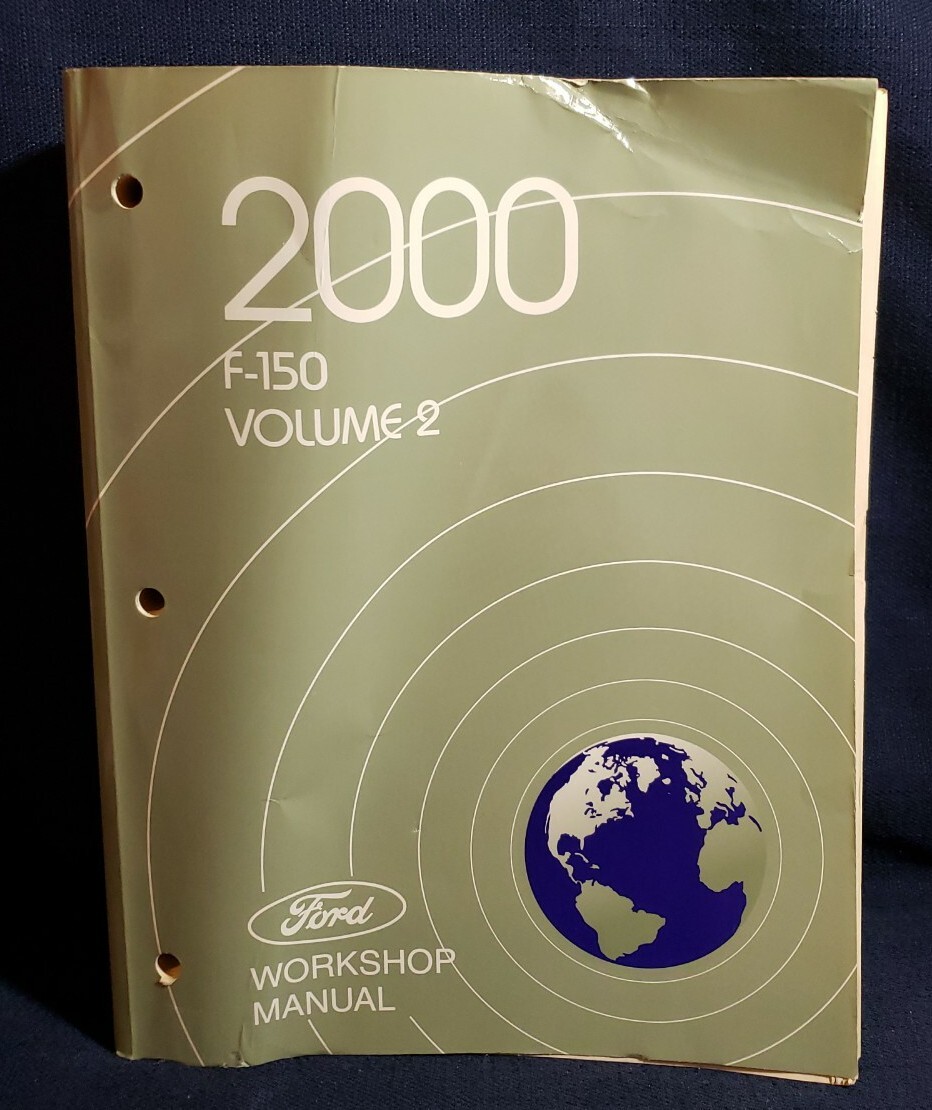 2000
F-150
VOLUME 2
Ford
WORKSHOP
MANUAL